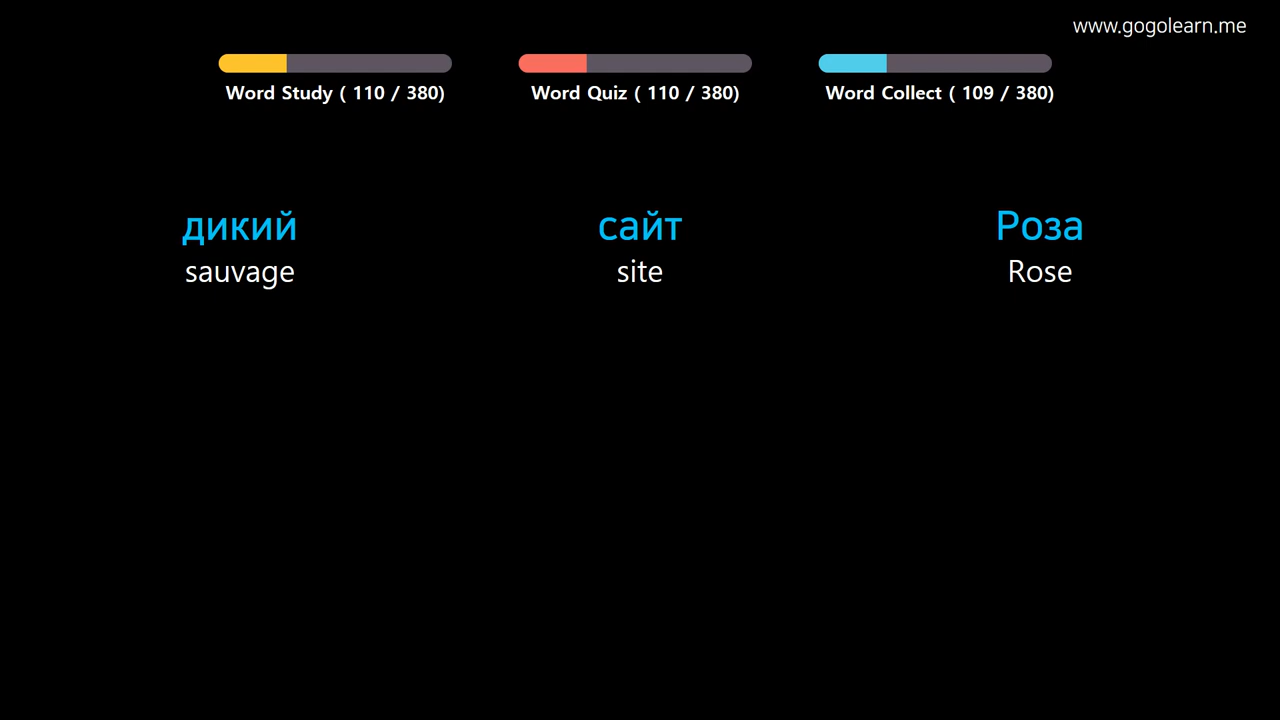 www.gogolearn.me
Word Study ( 110 / 380)
Word Quiz ( 110 / 380)
Word Collect ( 109 / 380)
дикий
sauvage
сайт
site
Роза
Rose